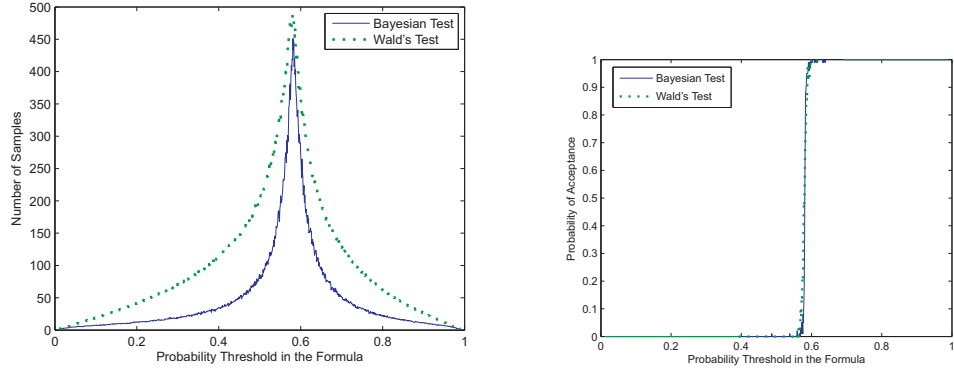 500
450
400
350
300
250
200
150
100
50
0
Number of Samples
Bayesian Test
Wald's Test
0 0.2 0.4 0.6 0.8 1
Probability Threshold in the Formula
1
0.9
0.8
0.7
0.6
0.5
0.4
0.3
0.2
0.1
0
Probability of Acceptance
Bayesian Test
Wald's Test
0 0.2 0.4 0.6 0.8 1
Probability Threshold in the Formula